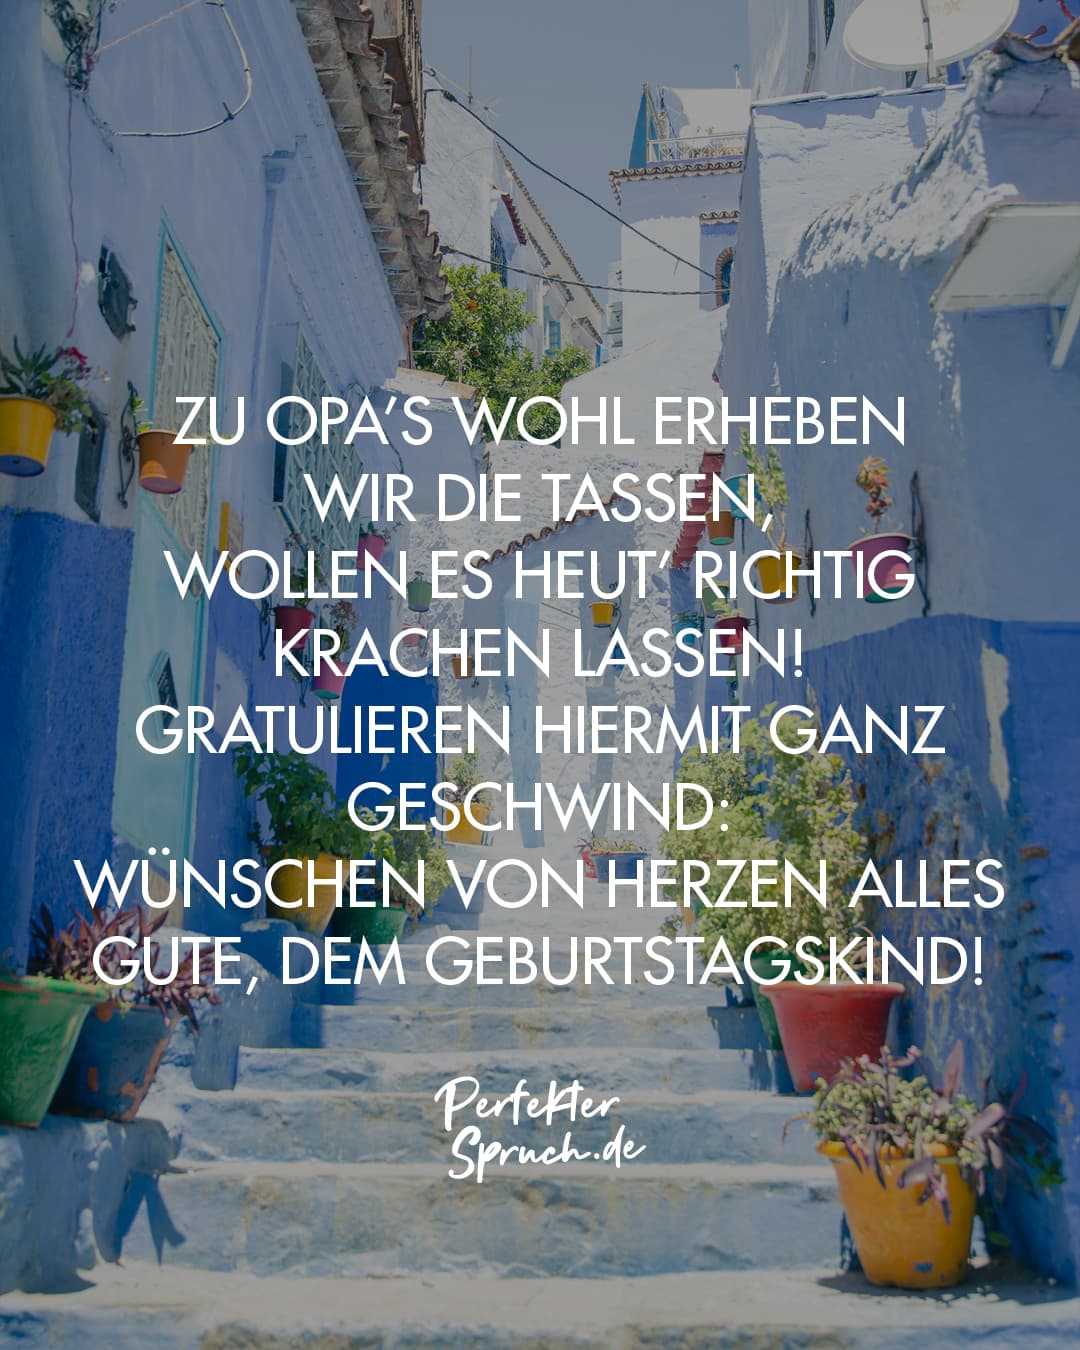 ZU OPA’S WOHL ERHEBEN
WIR DIE TASSEN,
WOLLEN ES HEUT’ RICHTIG
KRACHEN LASSEN!
GRATULIEREN HIERMIT GANZ
GESCHWIND:
WÜNSCHEN VON HERZEN ALLES
GUTE, DEM GEBURTSTAGSKIND!
Perfekter
Spruch.de